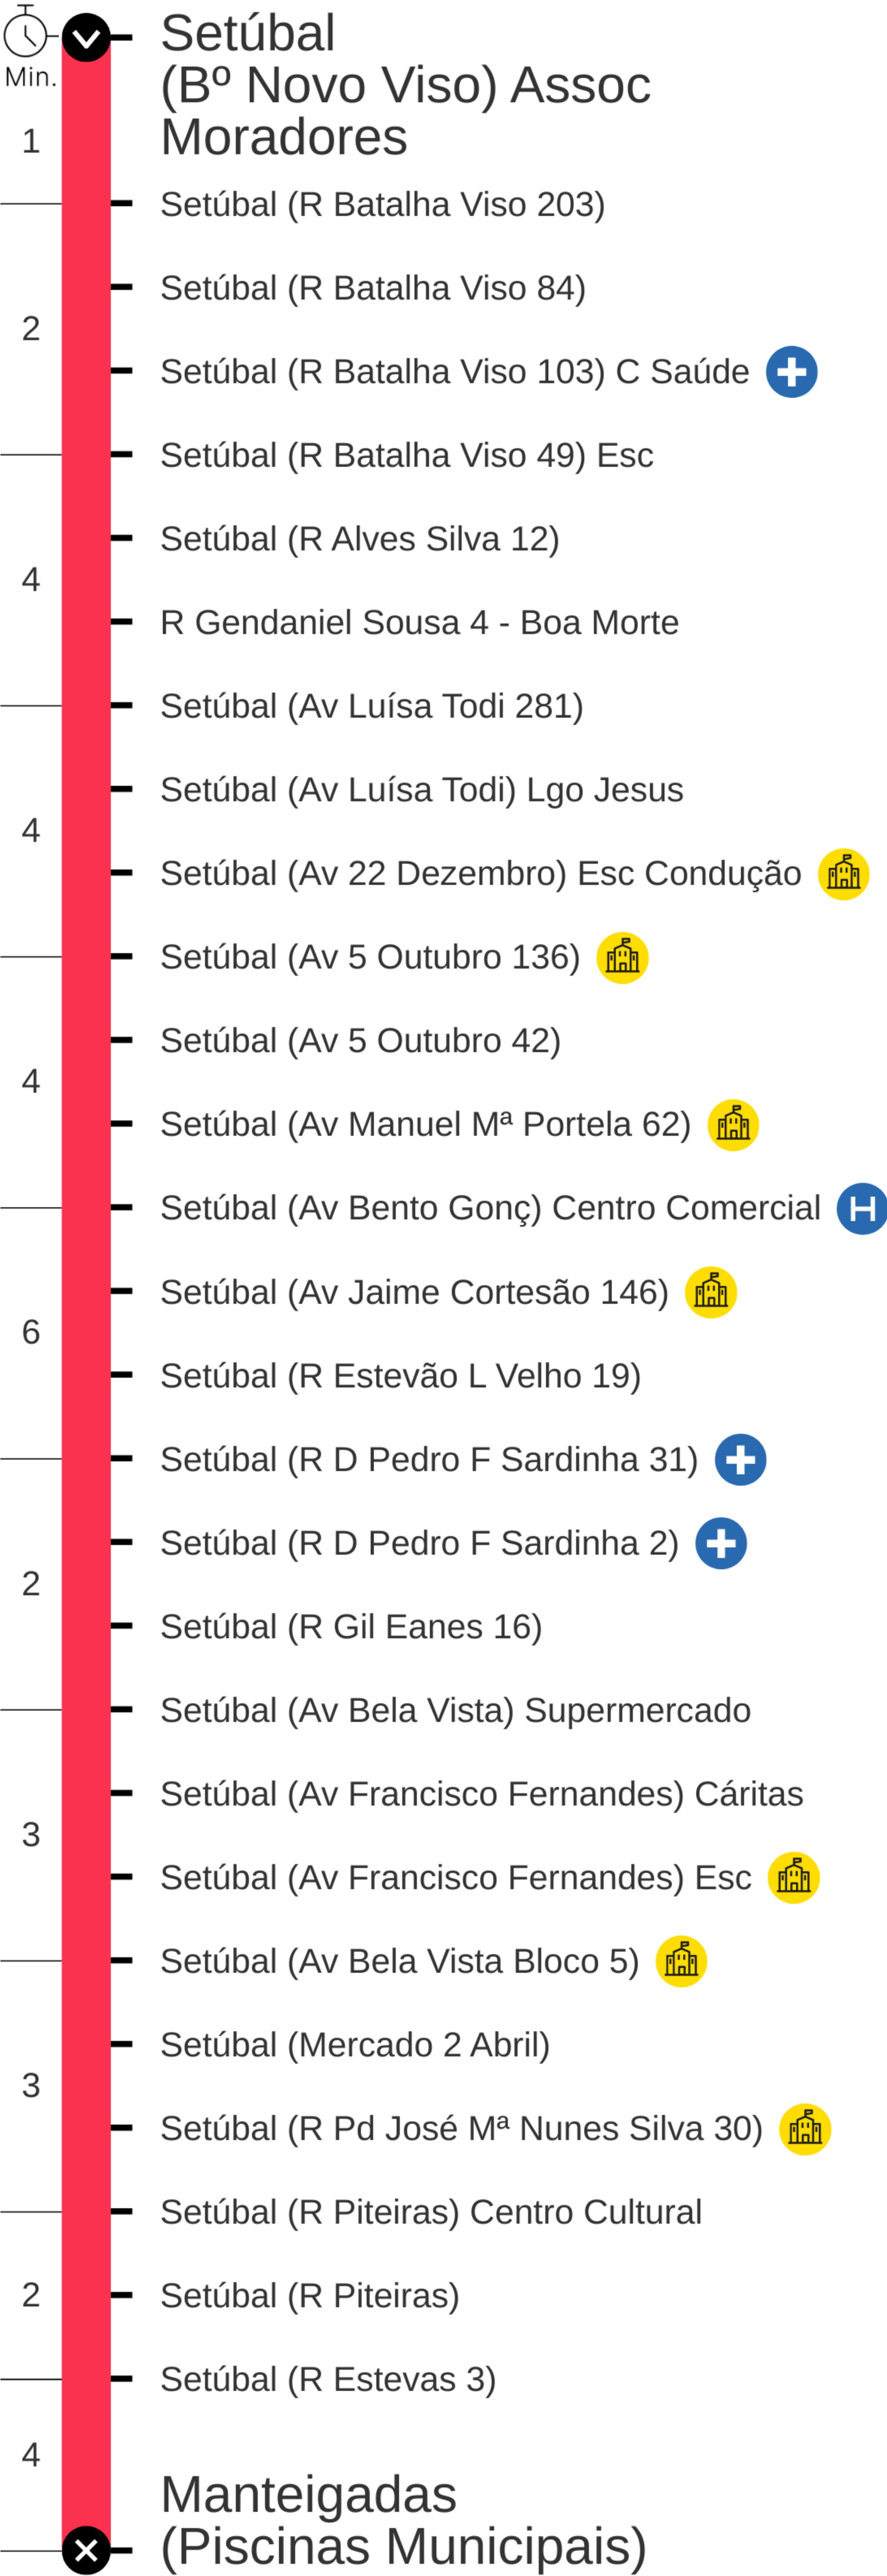 Setúbal
(Bº Novo Viso) Assoc
Moradores
Min.
1
Setúbal (R Batalha Viso 203)
Setúbal (R Batalha Viso 84)
2
Setúbal (R Batalha Viso 103) C Saúde
Setúbal (R Batalha Viso 49) Esc
Setúbal (R Alves Silva 12)
4
R Gendaniel Sousa 4 - Boa Morte
Setúbal (Av Luísa Todi 281)
Setúbal (Av Luísa Todi) Lgo Jesus
4
Setúbal (Av 22 Dezembro) Esc Condução
Setúbal (Av 5 Outubro 136)
Setúbal (Av 5 Outubro 42)
4
Setúbal (Av Manuel Mª Portela 62)
Setúbal (Av Bento Gonç) Centro Comercial H
Setúbal (Av Jaime Cortesão 146)
6
Setúbal (R Estevão L Velho 19)
Setúbal (R D Pedro F Sardinha 31)
Setúbal (R D Pedro F Sardinha 2)
2
Setúbal (R Gil Eanes 16)
Setúbal (Av Bela Vista) Supermercado
Setúbal (Av Francisco Fernandes) Cáritas
3
Setúbal (Av Francisco Fernandes) Esc
Setúbal (Av Bela Vista Bloco 5)
Setúbal (Mercado 2 Abril)
3
Setúbal (R Pd José Mª Nunes Silva 30)
Setúbal (R Piteiras) Centro Cultural
2
Setúbal (R Piteiras)
Setúbal (R Estevas 3)
4
Manteigadas
(Piscinas Municipais)